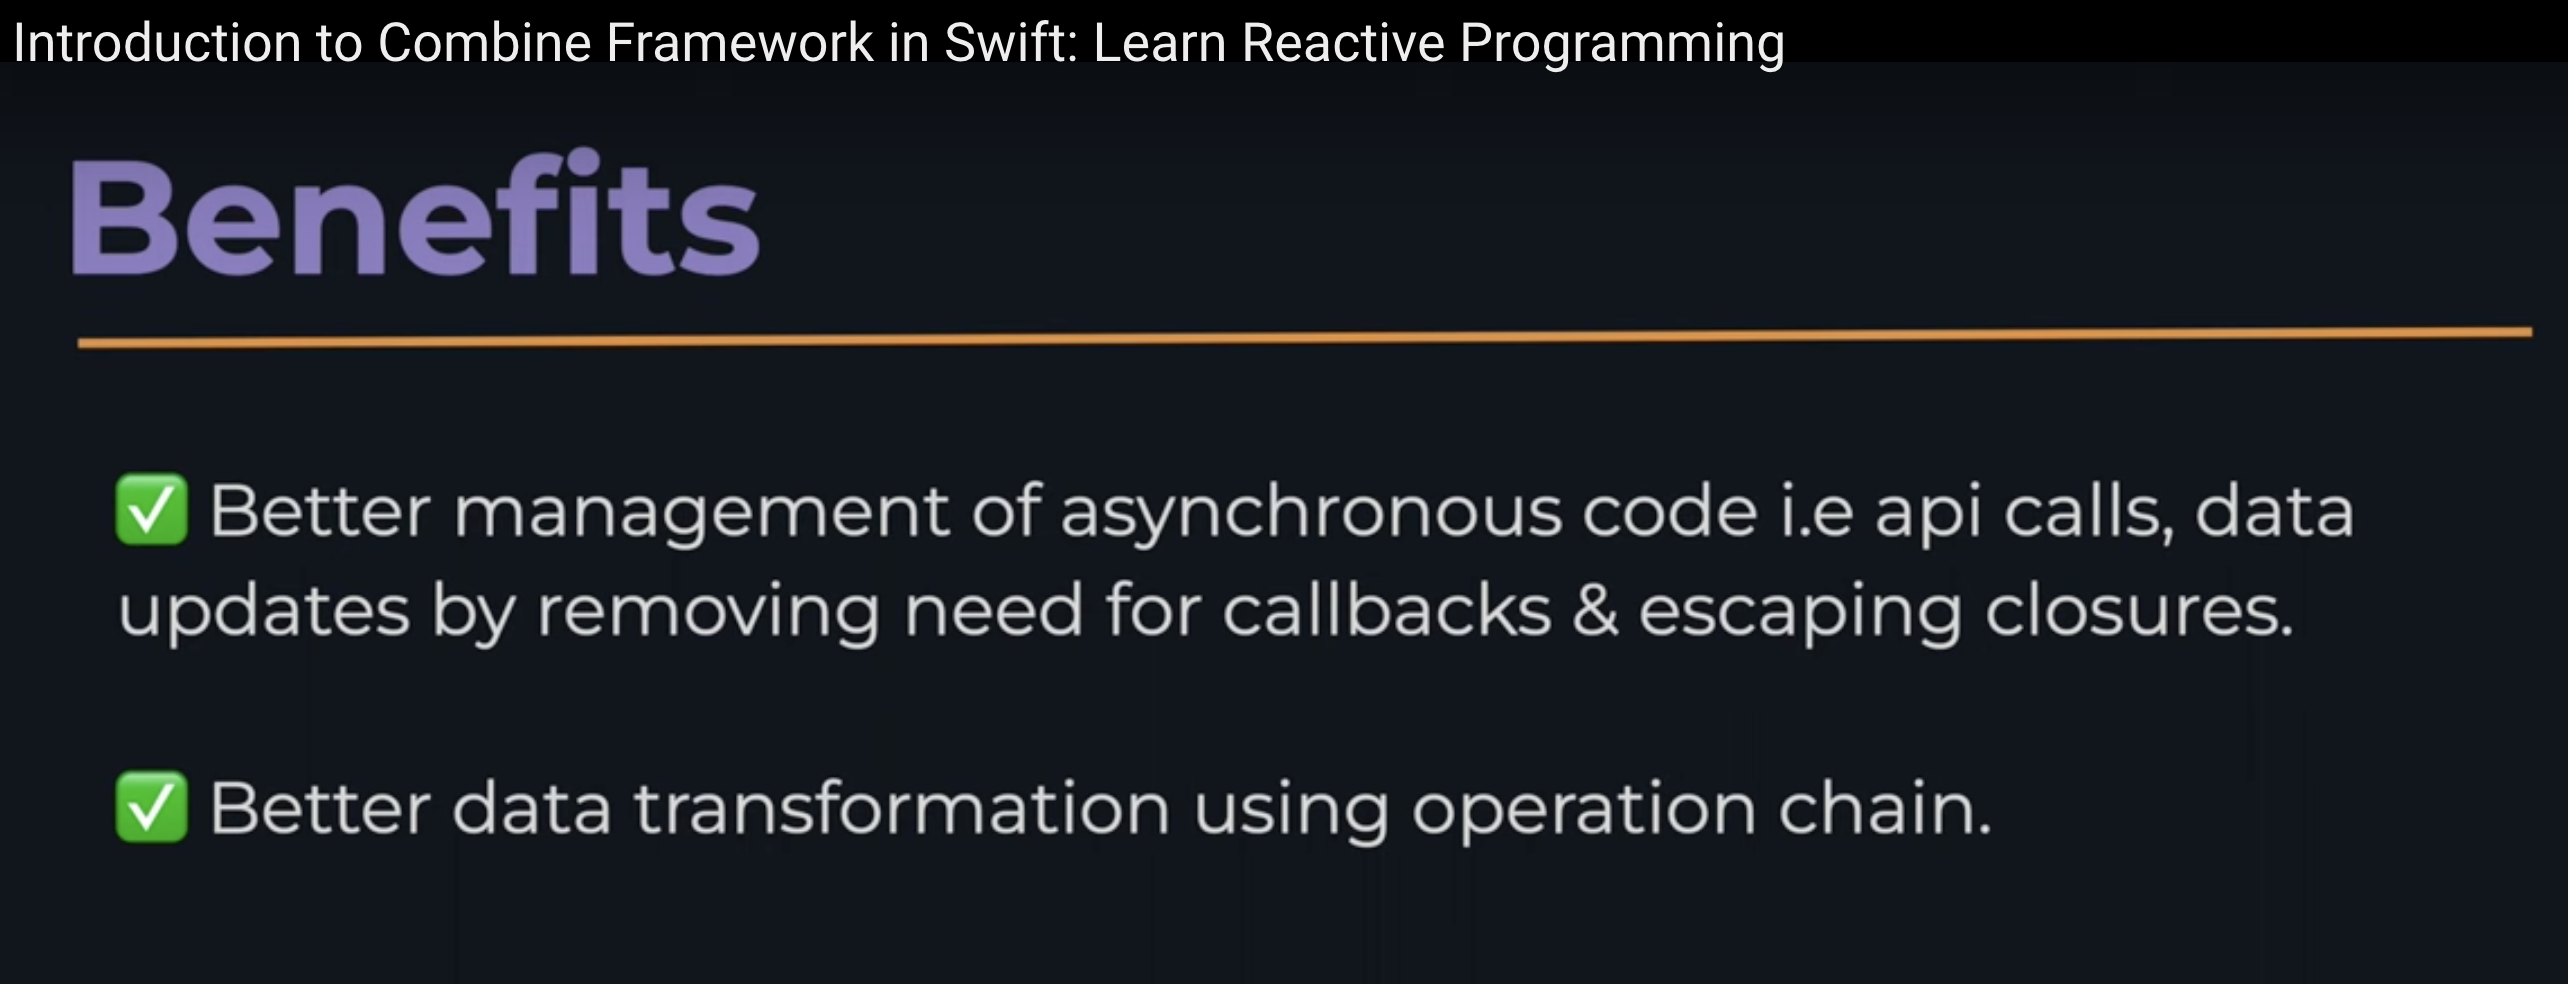 Introduction to Combine Framework in Swift: Learn Reactive Programming
Benefits
✅ Better management of asynchronous code i.e api calls, data
updates by removing need for callbacks & escaping closures.
✅ Better data transformation using operation chain.